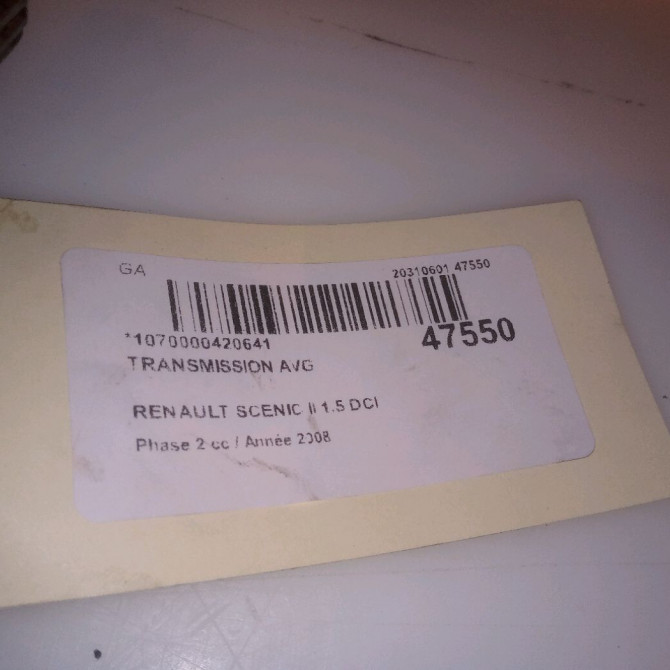 GA
20310601 47550
*1070000420641
47550
TRANSMISSION AVG
RENAULT SCENIC II 1.5 DCI
Phase 2 cc / Année 2008